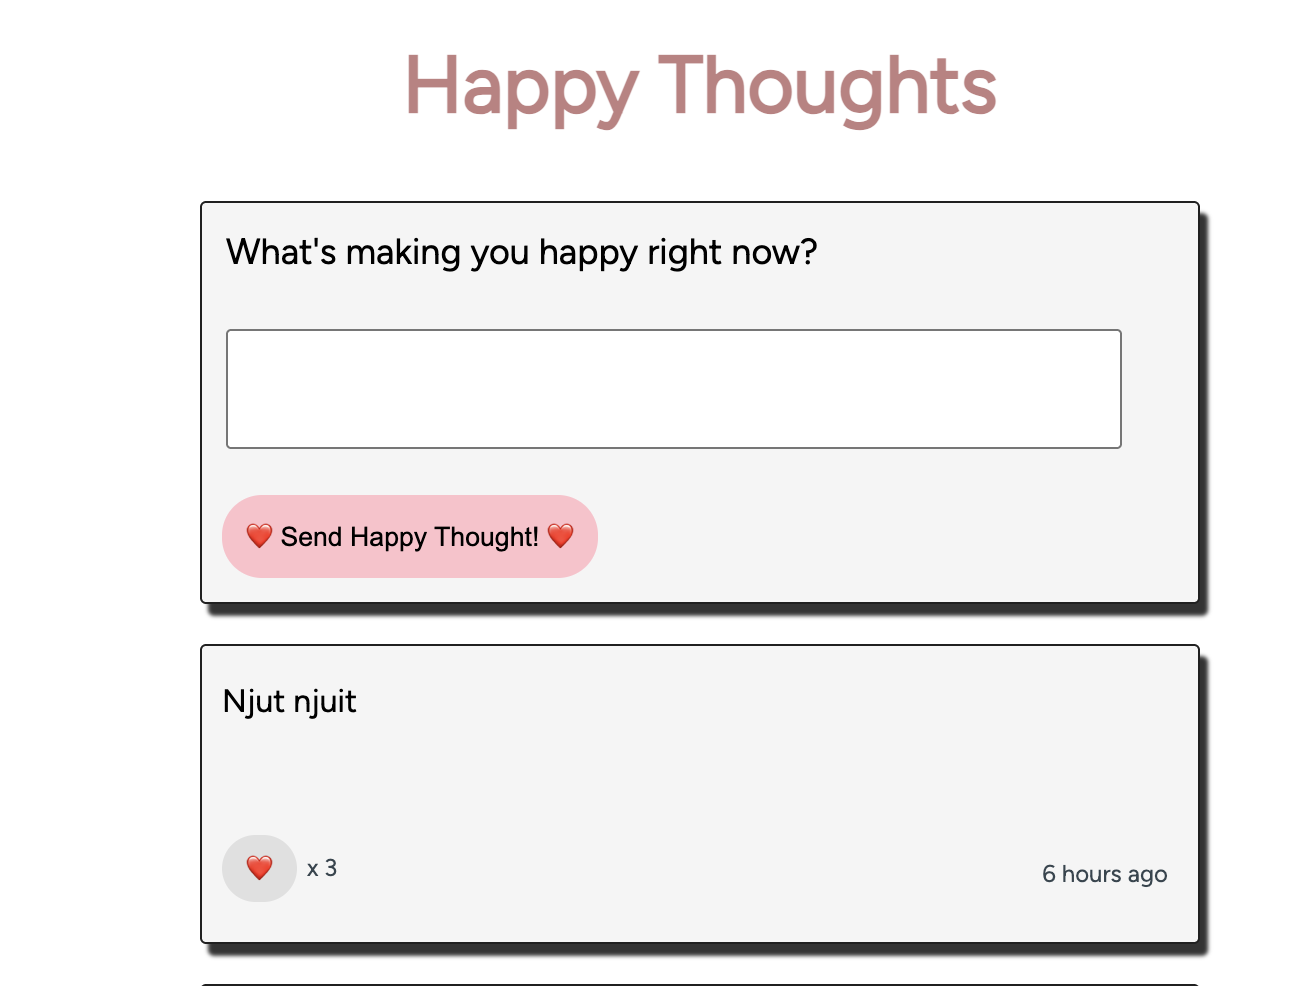 Happy Thoughts
What's making you happy right now?
❤️ Send Happy Thought! ❤️
Njut njuit
❤️ x 3
6 hours ago